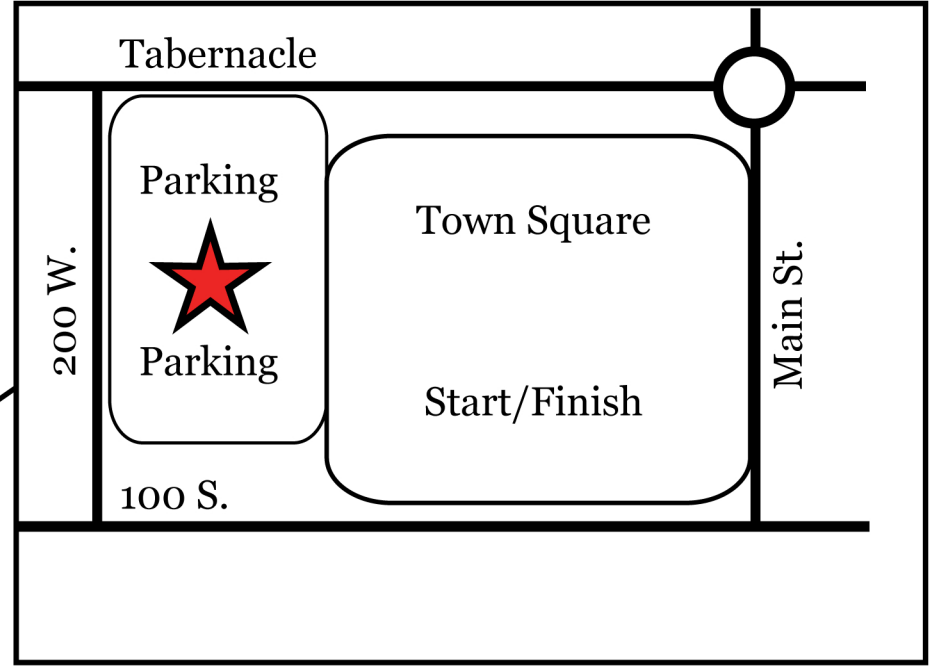 Tabernacle
Parking
Town Square
200 W.
Main St.
Parking
Start/Finish
100 S.